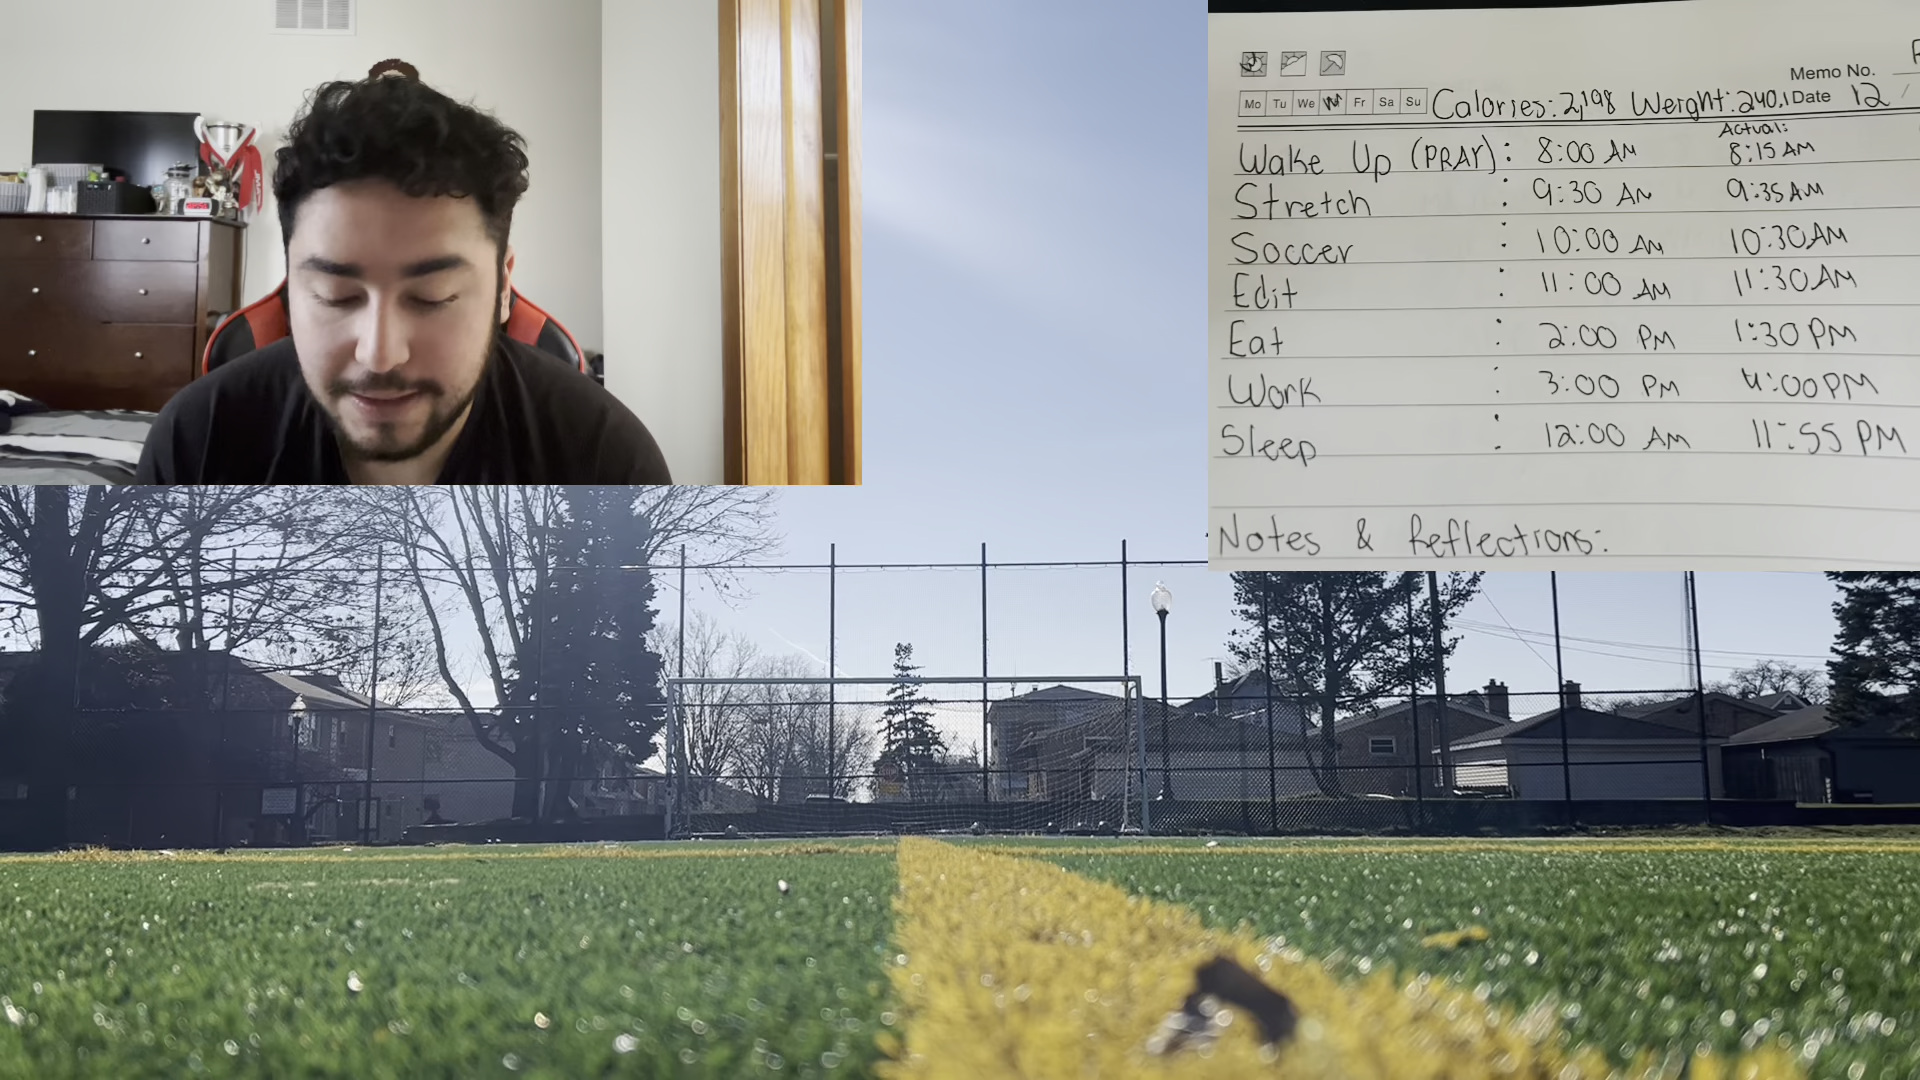 Memo No.
Mo Tu We Fr Sa Su Calories: 2,198 Weight: 240.1 Date 12 /
Actual:
Wake Up (PRAY): 8:00 AM 8:15 AM
Stretch : 9:30 AM 9:35 AM
Soccer : 10:00 AM 10:30 AM
Edit : 11:00 AM 11:30 AM
Eat : 2:00 PM 1:30 PM
Work : 3:00 PM 4:00 PM
Sleep : 12:00 AM 11:55 PM
Notes & Reflections: